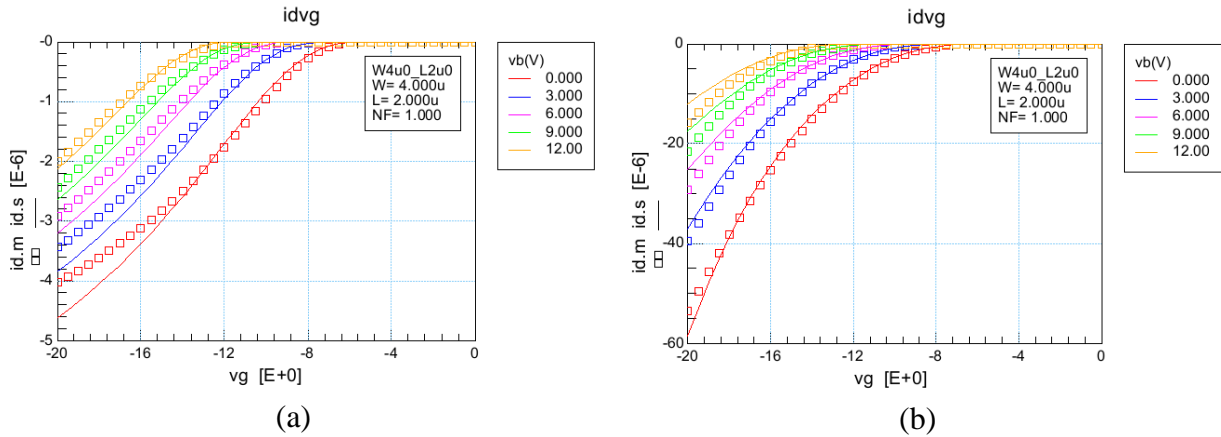 idvg
-0
-1
-2
-3
-4
-5
id.m id.s [E-6]
-20 -16 -12 -8 -4 0
vg [E+0]
W4u0_L2u0
W= 4.000u
L= 2.000u
NF= 1.000
vb(V)
0.000
3.000
6.000
9.000
12.00
(a)
idvg
0
-20
-40
-60
id.m id.s [E-6]
-20 -16 -12 -8 -4 0
vg [E+0]
W4u0_L2u0
W= 4.000u
L= 2.000u
NF= 1.000
vb(V)
0.000
3.000
6.000
9.000
12.00
(b)